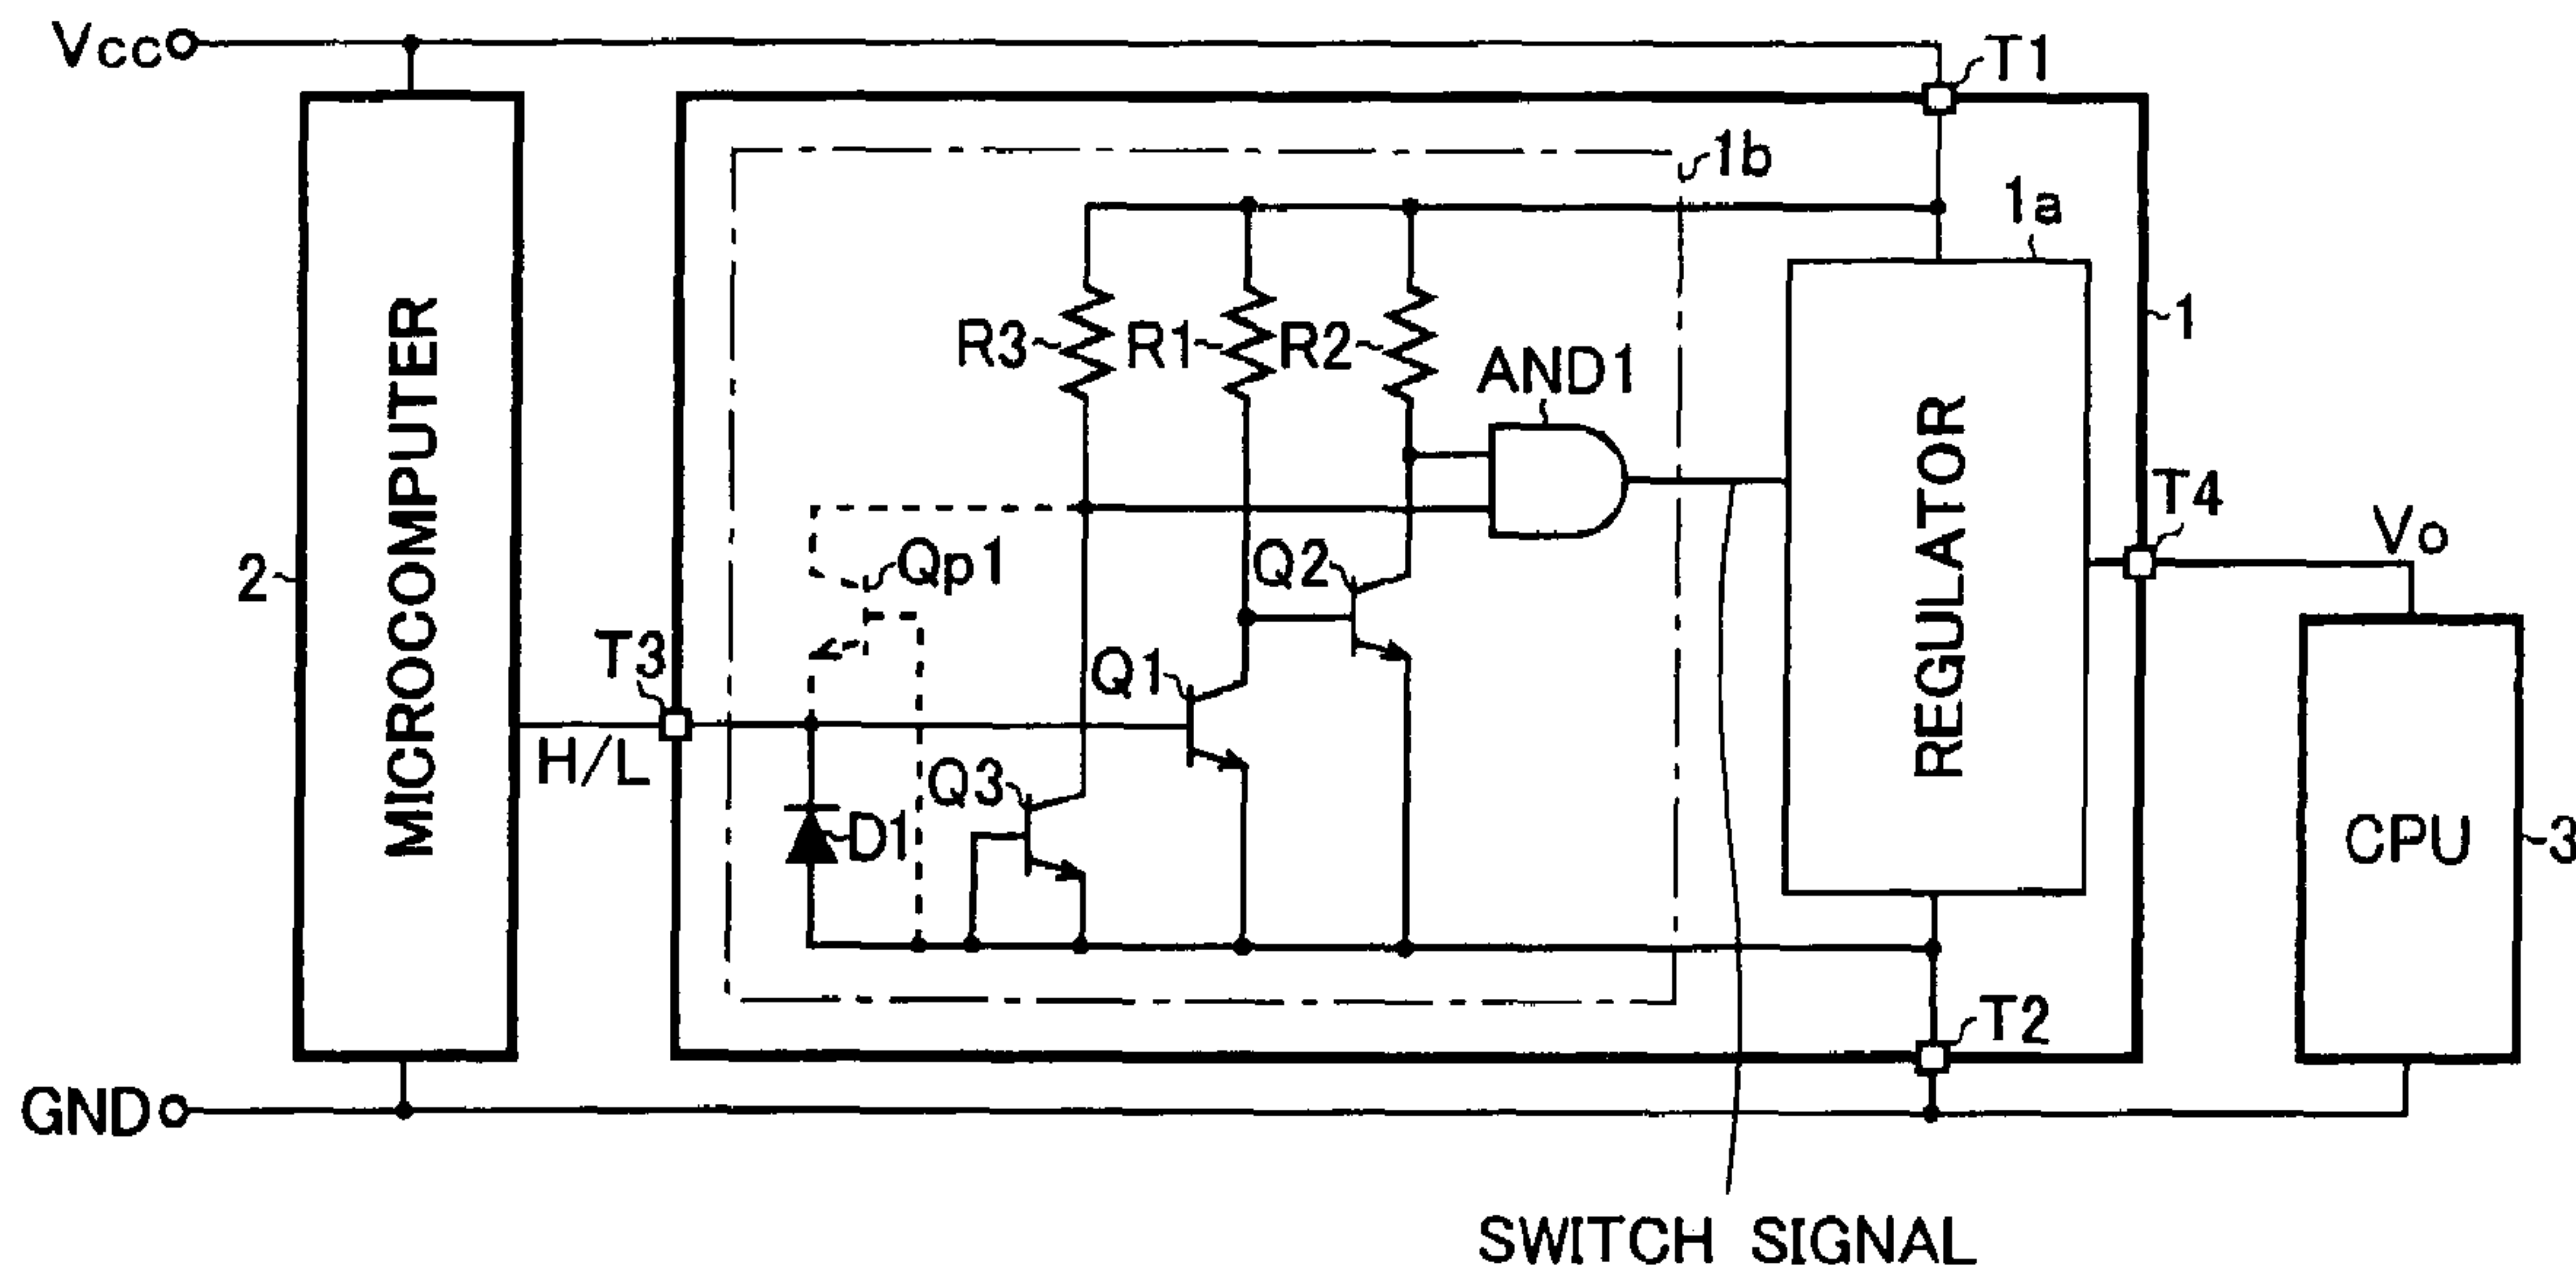 Vcc
T1
1b
1a
R3
R1
R2
AND1
1
MICROCOMPUTER
REGULATOR
T4
Vo
2
Qp1
Q2
T3
Q1
H/L
Q3
D1
CPU
3
T2
GND
SWITCH SIGNAL